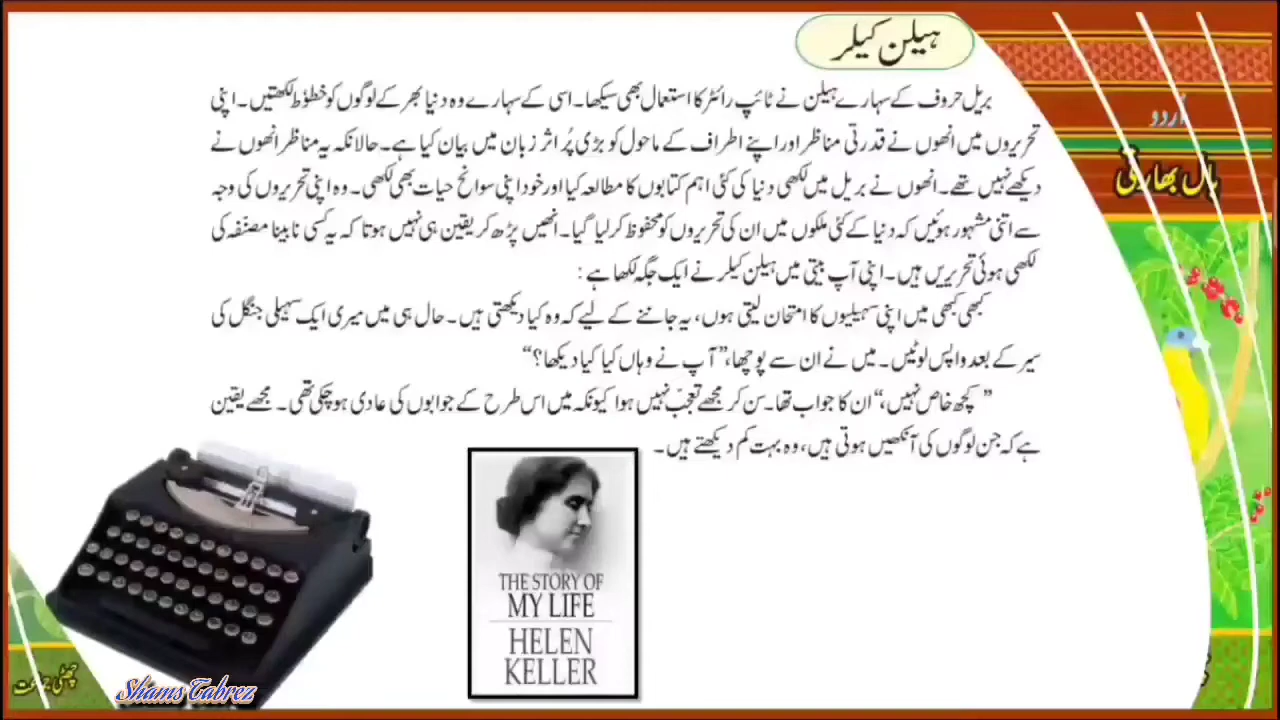 ہیلن کیلر
بریل حروف کے سہارے ہیلن نے ٹائپ رائٹر کا استعمال بھی سیکھا۔ اسی کے سہارے وہ دنیا بھر کے لوگوں کو خطوط لکھتیں۔ اپنی
تحریروں میں انھوں نے قدرتی مناظر اور اپنے اطراف کے ماحول کو بڑی پُر اثر زبان میں بیان کیا ہے۔ حالانکہ یہ مناظر انھوں نے
دیکھے نہیں تھے۔ انھوں نے بریل میں لکھی دنیا کی کئی اہم کتابوں کا مطالعہ کیا اور خود اپنی سوانح حیات بھی لکھی۔ وہ اپنی تحریروں کی وجہ
سے اتنی مشہور ہوئیں کہ دنیا کے کئی ملکوں میں ان کی تحریروں کو محفوظ کر لیا گیا۔ انھیں پڑھ کر یقین ہی نہیں ہوتا کہ یہ کسی نابینا مصنفہ کی
لکھی ہوئی تحریریں ہیں۔ اپنی آپ بیتی میں ہیلن کیلر نے ایک جگہ لکھا ہے :
کبھی کبھی میں اپنی سہیلیوں کا امتحان لیتی ہوں، یہ جاننے کے لیے کہ وہ کیا دیکھتی ہیں۔ حال ہی میں میری ایک سہیلی جنگل کی
سیر کے بعد واپس لوٹیں۔ میں نے ان سے پوچھا، ”آپ نے وہاں کیا کیا دیکھا؟“
”کچھ خاص نہیں،“ ان کا جواب تھا۔ سن کر مجھے تعجّب نہیں ہوا کیونکہ میں اس طرح کے جوابوں کی عادی ہو چکی تھی۔ مجھے یقین
ہے کہ جن لوگوں کی آنکھیں ہوتی ہیں، وہ بہت کم دیکھتے ہیں۔
اُردو
بال بھارتی
THE STORY OF
MY LIFE
HELEN
KELLER
چھٹی جماعت
Shams Tabrez